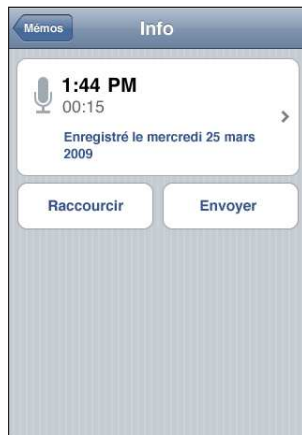 Mémos
Info
1:44 PM
00:15
Enregistré le mercredi 25 mars
2009
Raccourcir
Envoyer